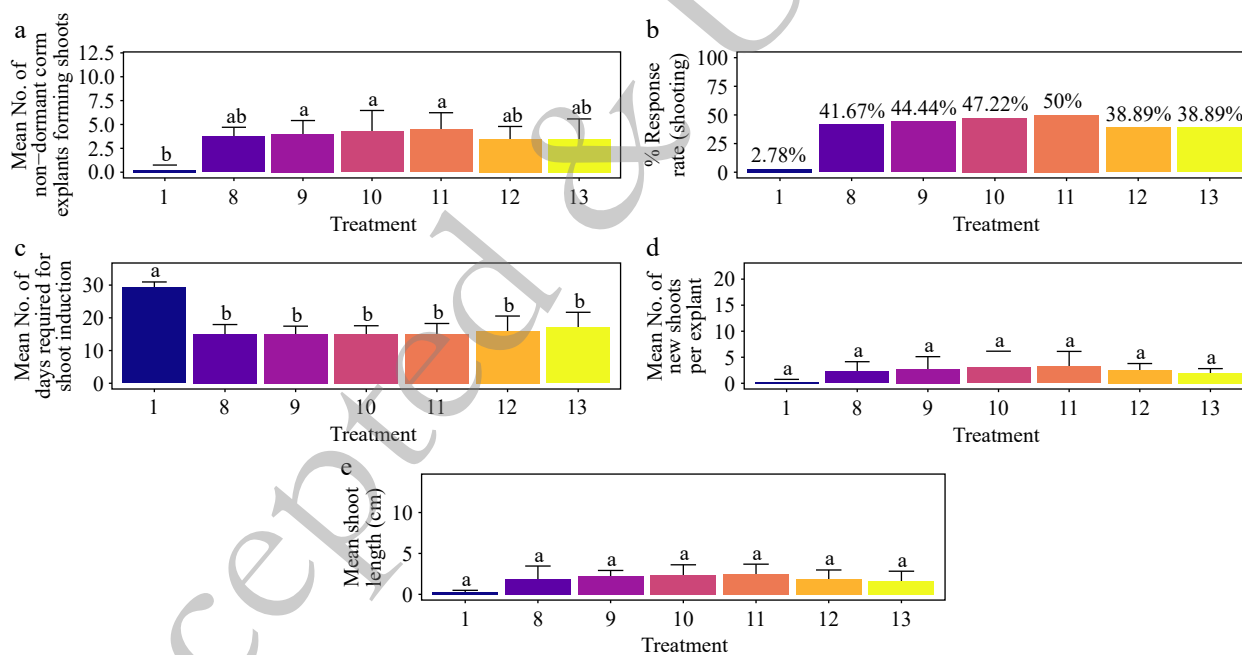 a
Mean No. of
non−dormant corm
explants forming shoots
12.5
10.0
7.5
5.0
2.5
0.0
b
ab
a
a
a
ab
ab
1 8 9 10 11 12 13
Treatment
b
% Response
rate (shooting)
100
75
50
25
0
2.78%
41.67%
44.44%
47.22%
50%
38.89%
38.89%
1 8 9 10 11 12 13
Treatment
c
Mean No. of
days required for
shoot induction
30
20
10
0
a
b
b
b
b
b
b
1 8 9 10 11 12 13
Treatment
d
Mean No. of
new shoots
per explant
20
15
10
5
0
a
a
a
a
a
a
a
1 8 9 10 11 12 13
Treatment
e
Mean shoot
length (cm)
10
5
0
a
a
a
a
a
a
a
1 8 9 10 11 12 13
Treatment
cepted &